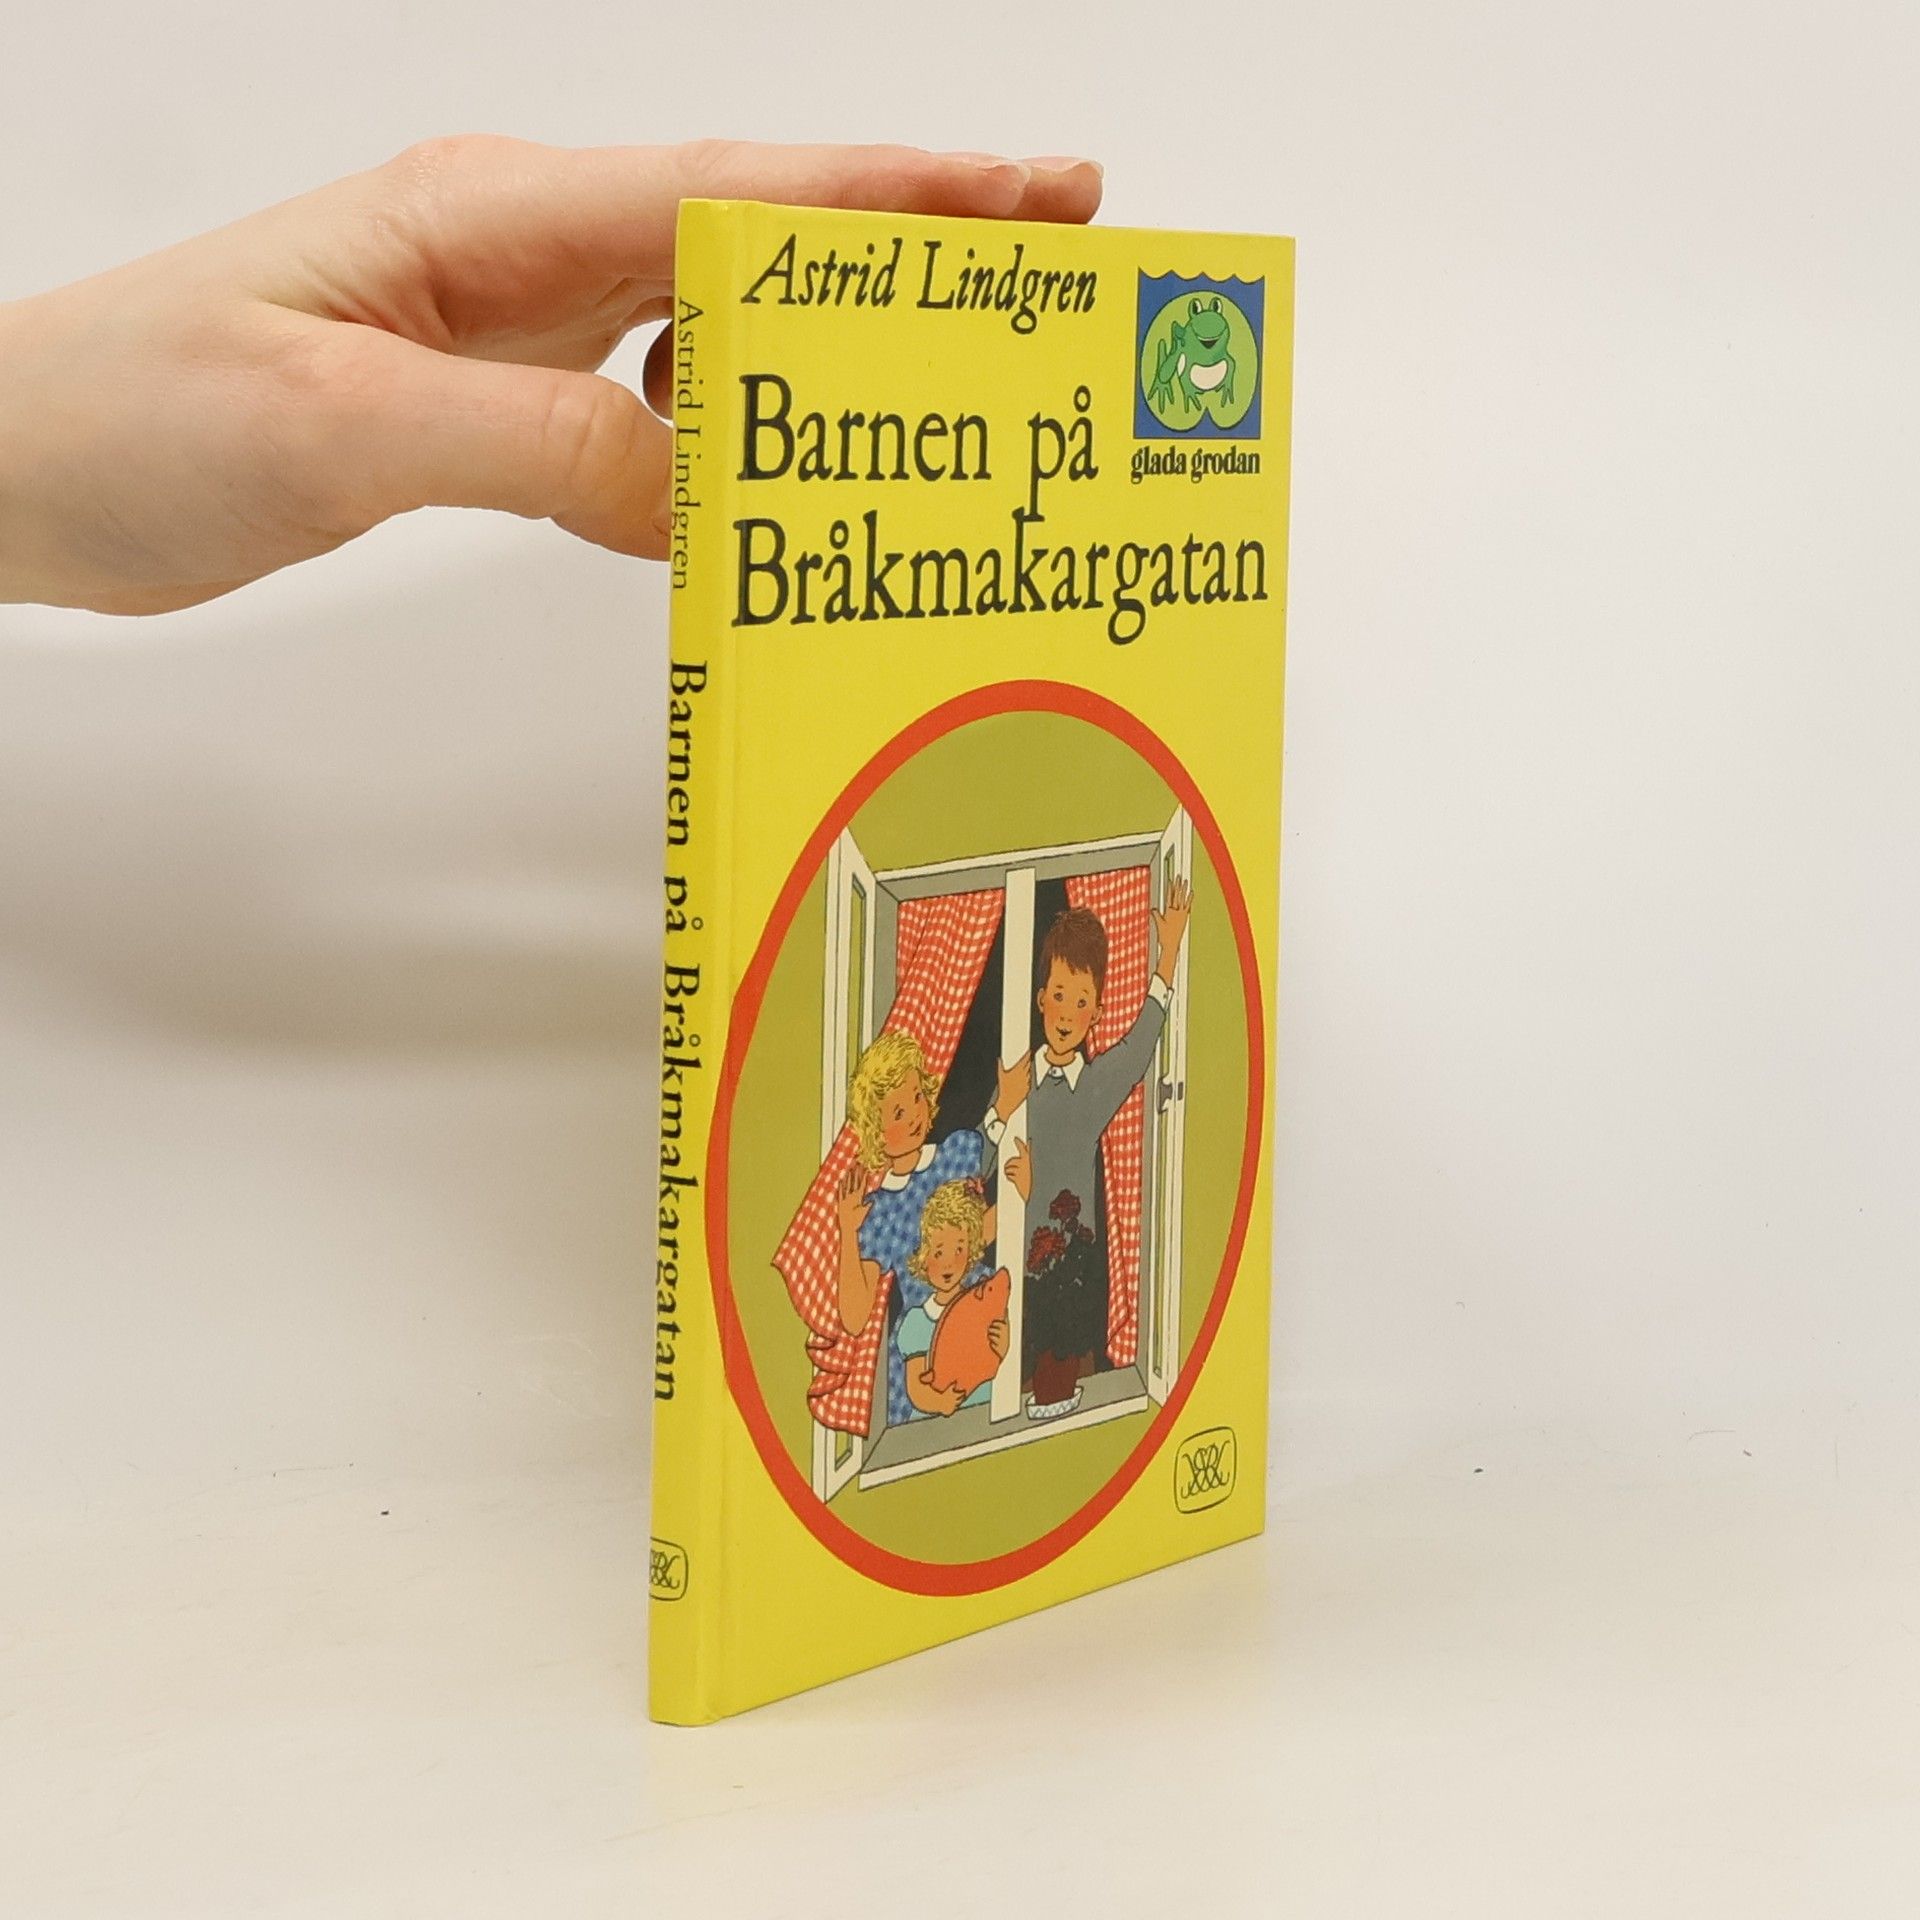 Astrid Lindgren
Barnen på
Bråkmakargatan
glada grodan
Astrid Lindgren Barnen på Bråkmakargatan